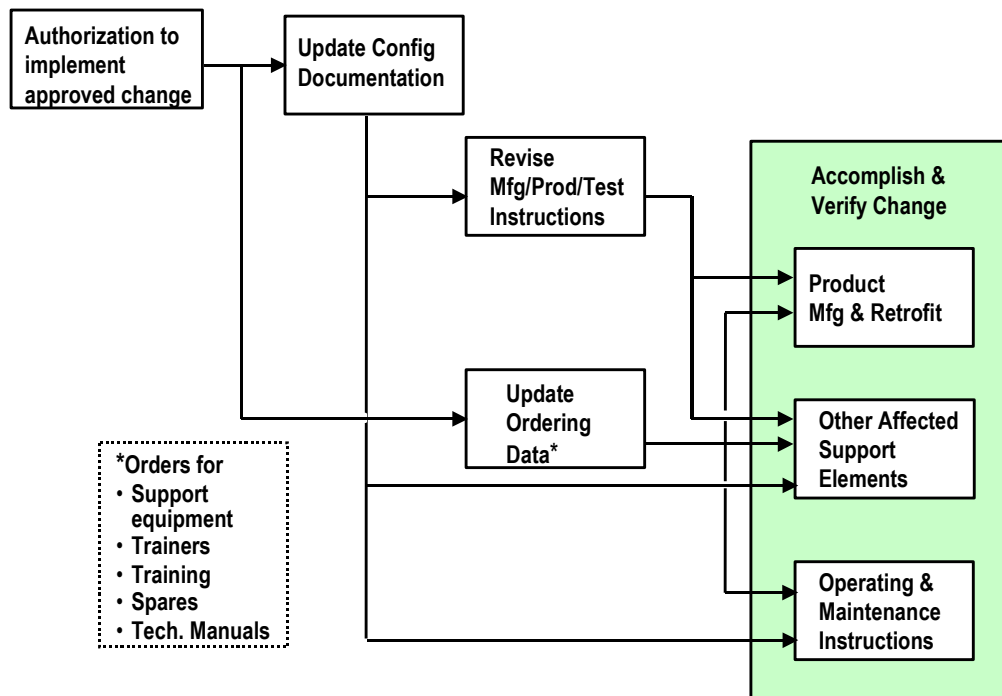 Authorization to
implement
approved change
Update Config
Documentation
Revise
Mfg/Prod/Test
Instructions
Accomplish &
Verify Change
Product
Mfg & Retrofit
Update
Ordering
Data*
Other Affected
Support
Elements
*Orders for
• Support
equipment
• Trainers
• Training
• Spares
• Tech. Manuals
Operating &
Maintenance
Instructions